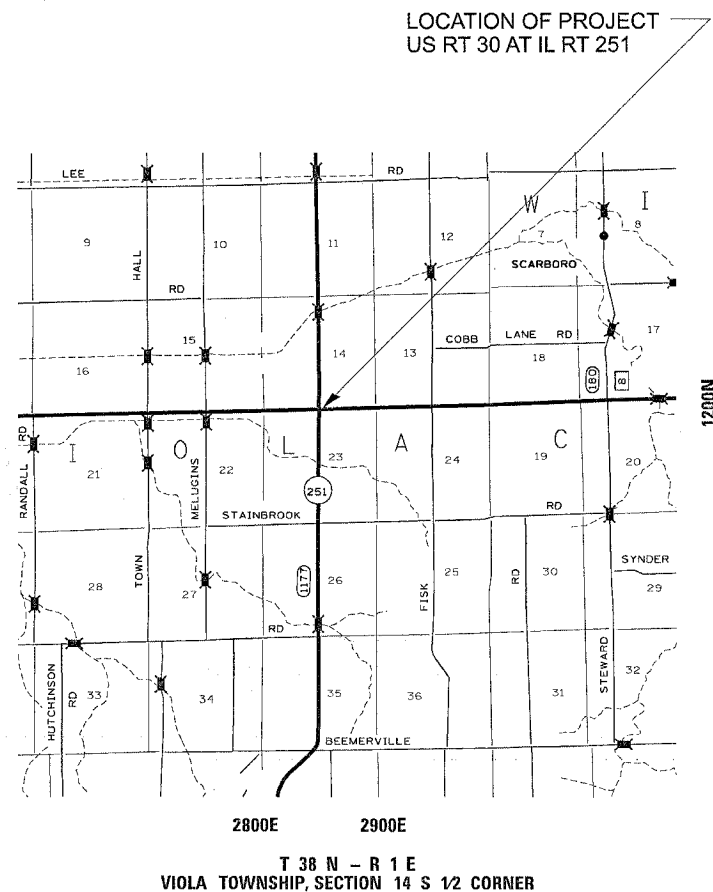 LOCATION OF PROJECT
US RT 30 AT IL RT 251
LEE RD
W I
9 10 11 12 7 8
HALL
SCARBORO
RD
15 14 13 COBB LANE RD 17
16 18
180 8
1200N
RD
I O L A C
21 22 23 24 19 20
RANDALL
MELUGINS
251
STAINBROOK RD
1177
28 TOWN 27 26 FISK 25 RD 30 SYNDER
29
RD
HUTCHINSON
RD
33 34 35 36 31 STEWARD 32
BEEMERVILLE
2800E 2900E
T 38 N – R 1 E
VIOLA TOWNSHIP, SECTION 14 S 1/2 CORNER